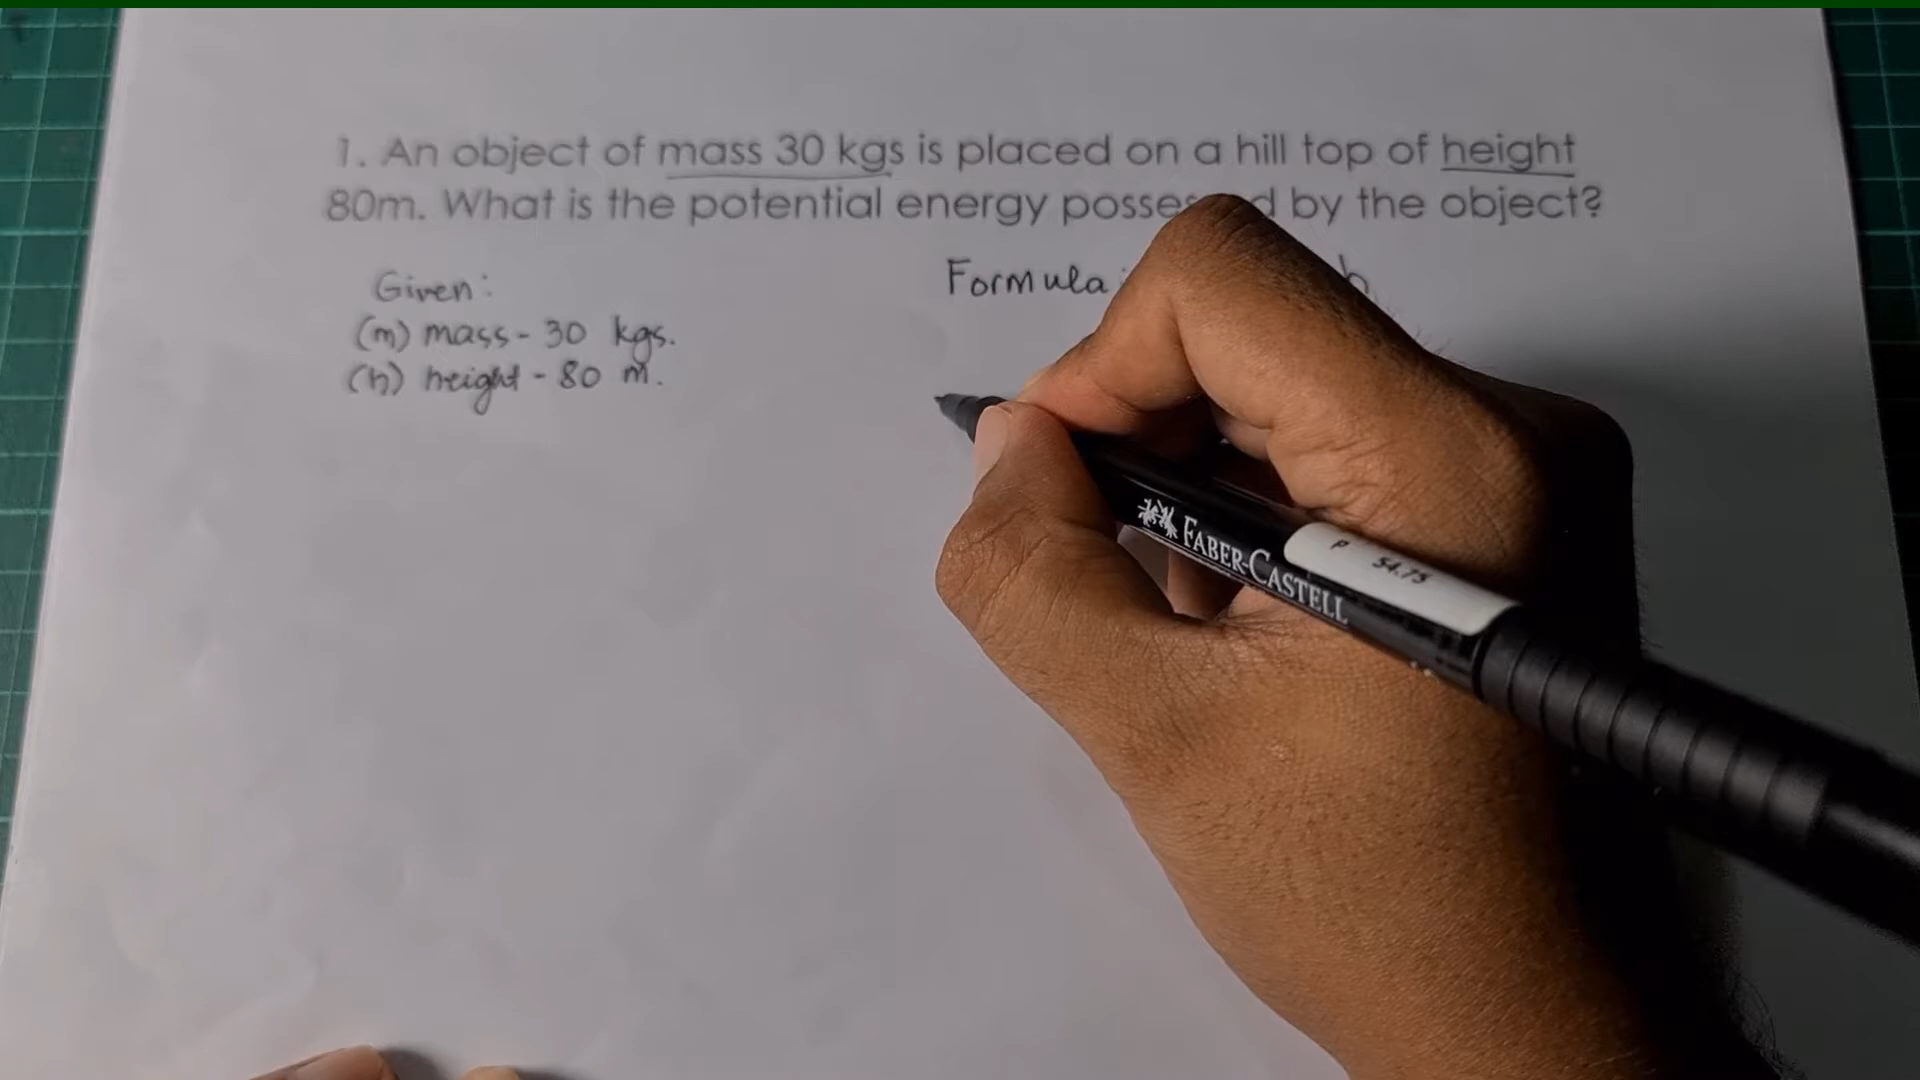 1. An object of mass 30 kgs is placed on a hill top of height
80m. What is the potential energy by the object?
Given:
(m) mass - 30 kgs.
(h) height - 80 m.
Formula : h
FABER-CASTELL
P 54.75